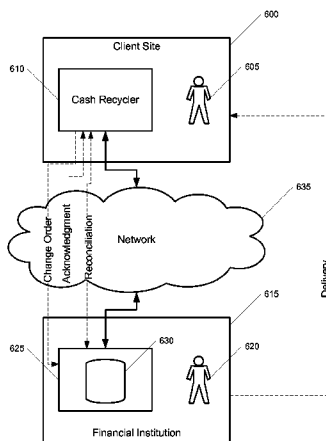 600
Client Site
610
605
Cash Recycler
635
Change Order
Acknowledgment
Reconciliation
Network
Delivery
615
630
620
625
Financial Institution